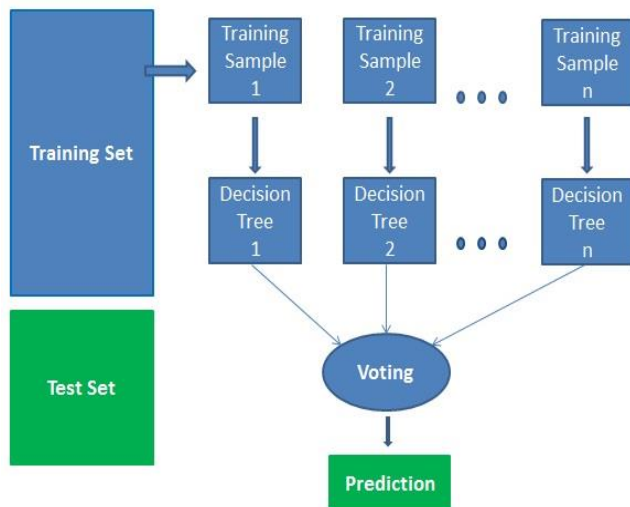 Training Set
Test Set
Training
Sample
1
Training
Sample
2
Training
Sample
n
Decision
Tree
1
Decision
Tree
2
Decision
Tree
n
Voting
Prediction